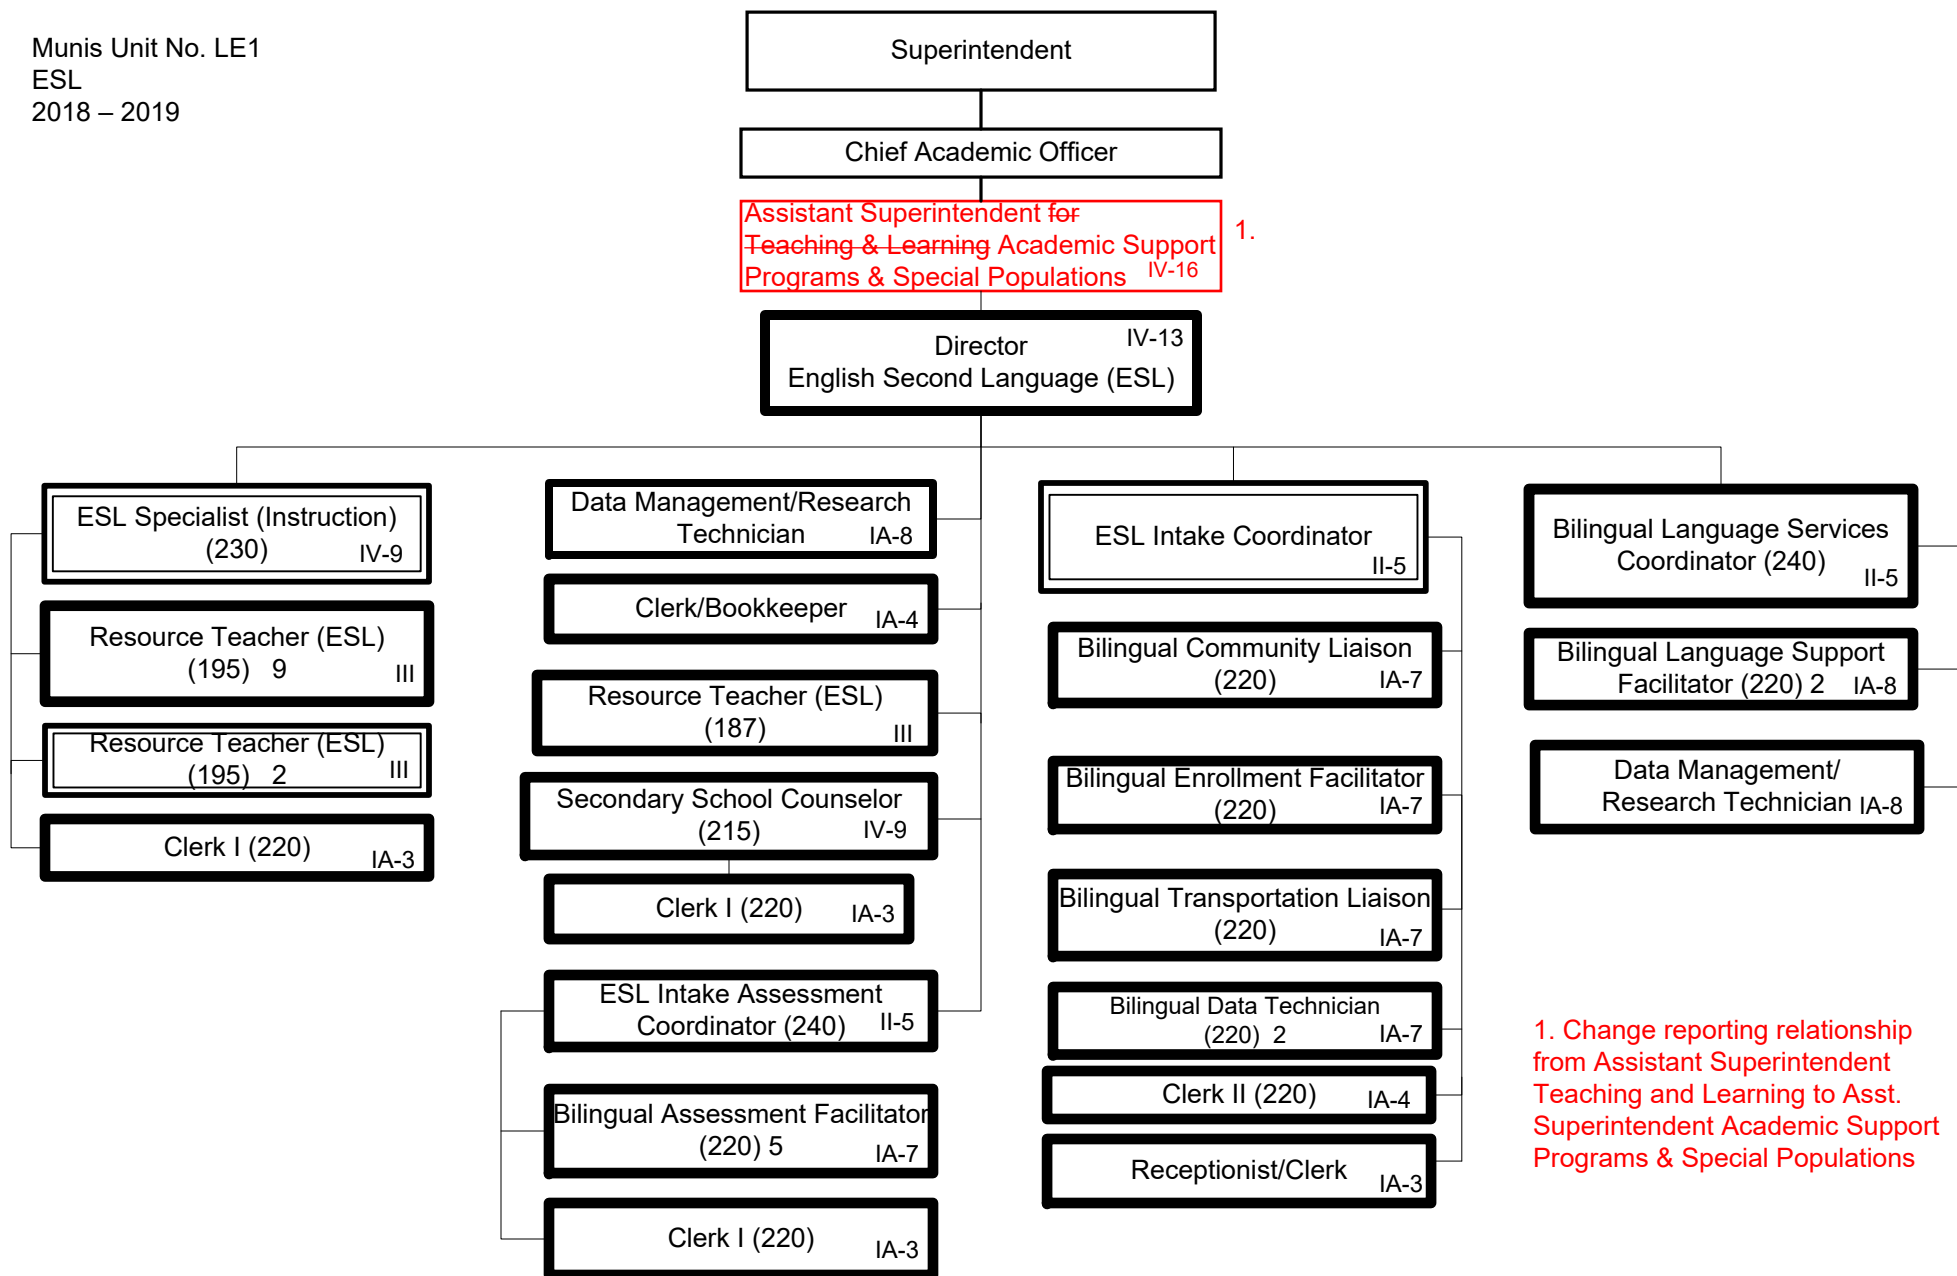 Munis Unit No. LE1
ESL
2018 – 2019
Superintendent
Chief Academic Officer
Assistant Superintendent for
Teaching & Learning Academic Support
Programs & Special Populations IV-16
1.
Director IV-13
English Second Language (ESL)
ESL Specialist (Instruction)
(230) IV-9
Resource Teacher (ESL)
(195) 9 III
Resource Teacher (ESL)
(195) 2 III
Clerk I (220) IA-3
Data Management/Research
Technician IA-8
Clerk/Bookkeeper IA-4
Resource Teacher (ESL)
(187) III
Secondary School Counselor
(215) IV-9
Clerk I (220) IA-3
ESL Intake Assessment
Coordinator (240) II-5
Bilingual Assessment Facilitator
(220) 5 IA-7
Clerk I (220) IA-3
ESL Intake Coordinator
II-5
Bilingual Community Liaison
(220) IA-7
Bilingual Enrollment Facilitator
(220) IA-7
Bilingual Transportation Liaison
(220) IA-7
Bilingual Data Technician
(220) 2 IA-7
Clerk II (220) IA-4
Receptionist/Clerk IA-3
Bilingual Language Services
Coordinator (240) II-5
Bilingual Language Support
Facilitator (220) 2 IA-8
Data Management/
Research Technician IA-8
1. Change reporting relationship
from Assistant Superintendent
Teaching and Learning to Asst.
Superintendent Academic Support
Programs & Special Populations